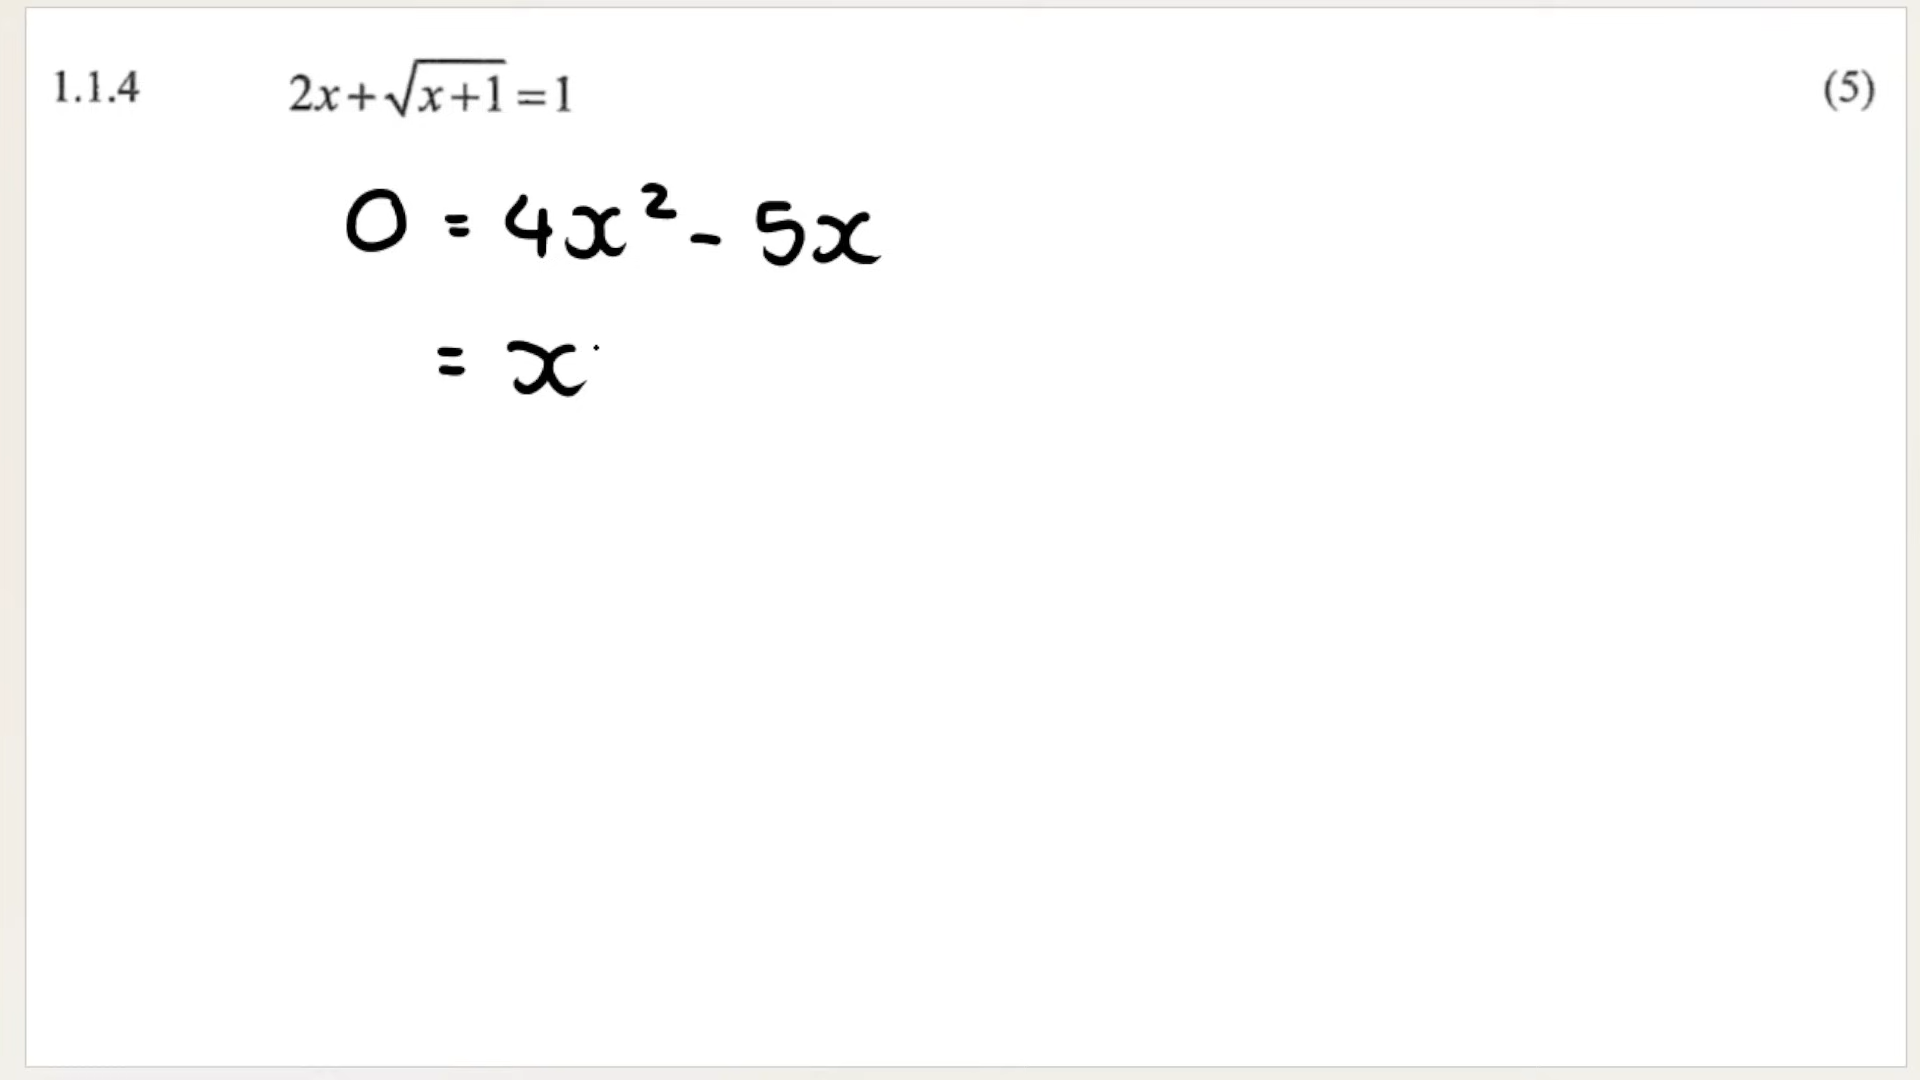 1.1.4 2x+√x+1=1 (5)
0 = 4x² - 5x
= x